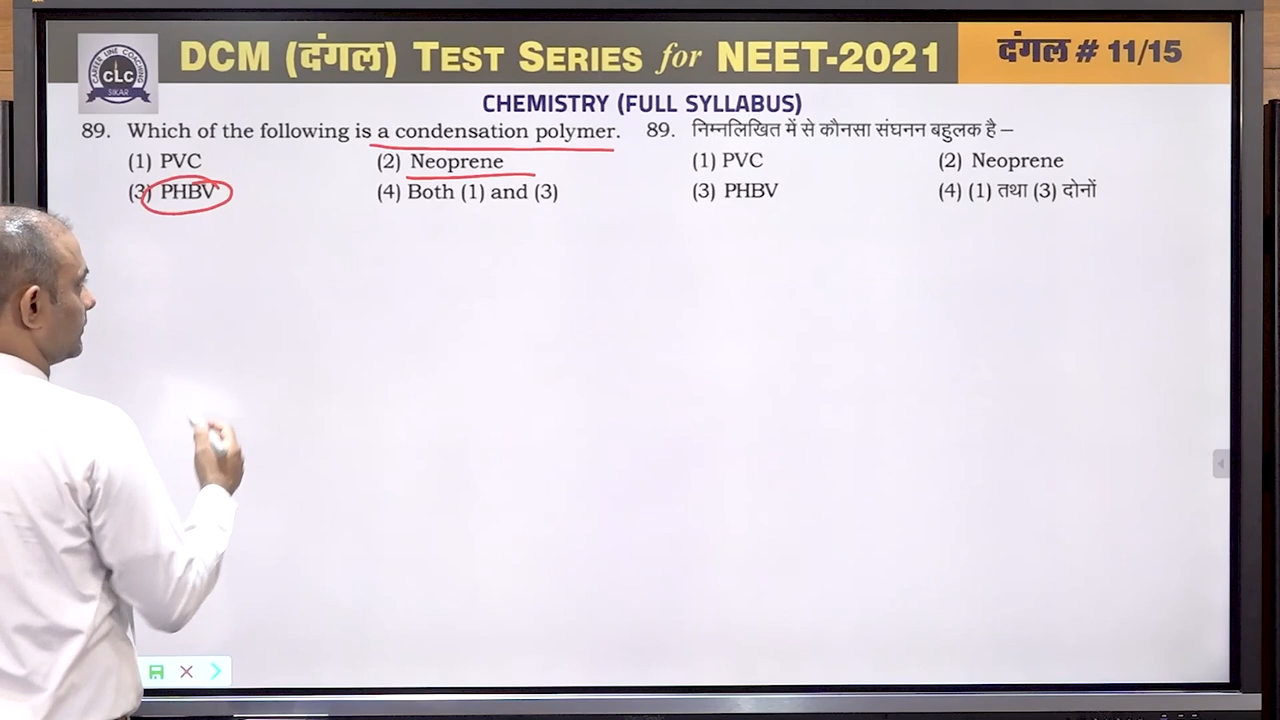 CAREER LINE COACHING
CLC
SIKAR
DCM (दंगल) TEST SERIES for NEET-2021
दंगल # 11/15
CHEMISTRY (FULL SYLLABUS)
89. Which of the following is a condensation polymer.
(1) PVC (2) Neoprene
(3) PHBV (4) Both (1) and (3)
89. निम्नलिखित में से कौनसा संघनन बहुलक है –
(1) PVC (2) Neoprene
(3) PHBV (4) (1) तथा (3) दोनों